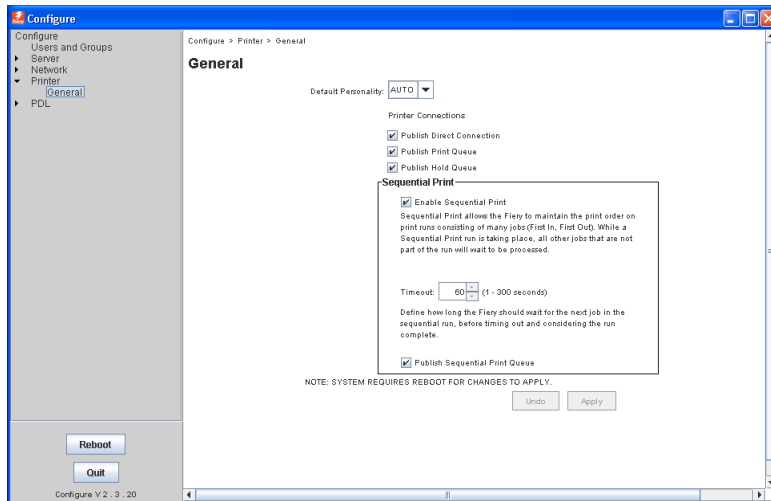 Configure
Configure
Users and Groups
Server
Network
Printer
General
PDL
Configure > Printer > General
General
Default Personality: AUTO
Printer Connections
Publish Direct Connection
Publish Print Queue
Publish Hold Queue
Sequential Print
Enable Sequential Print
Sequential Print allows the Fiery to maintain the print order on
print runs consisting of many jobs (First In, First Out). While a
Sequential Print run is taking place, all other jobs that are not
part of the run will wait to be processed.
Timeout: 60 (1 - 300 seconds)
Define how long the Fiery should wait for the next job in the
sequential run, before timing out and considering the run
complete.
Publish Sequential Print Queue
NOTE: SYSTEM REQUIRES REBOOT FOR CHANGES TO APPLY.
Undo Apply
Reboot
Quit
Configure V 2 . 3 . 20